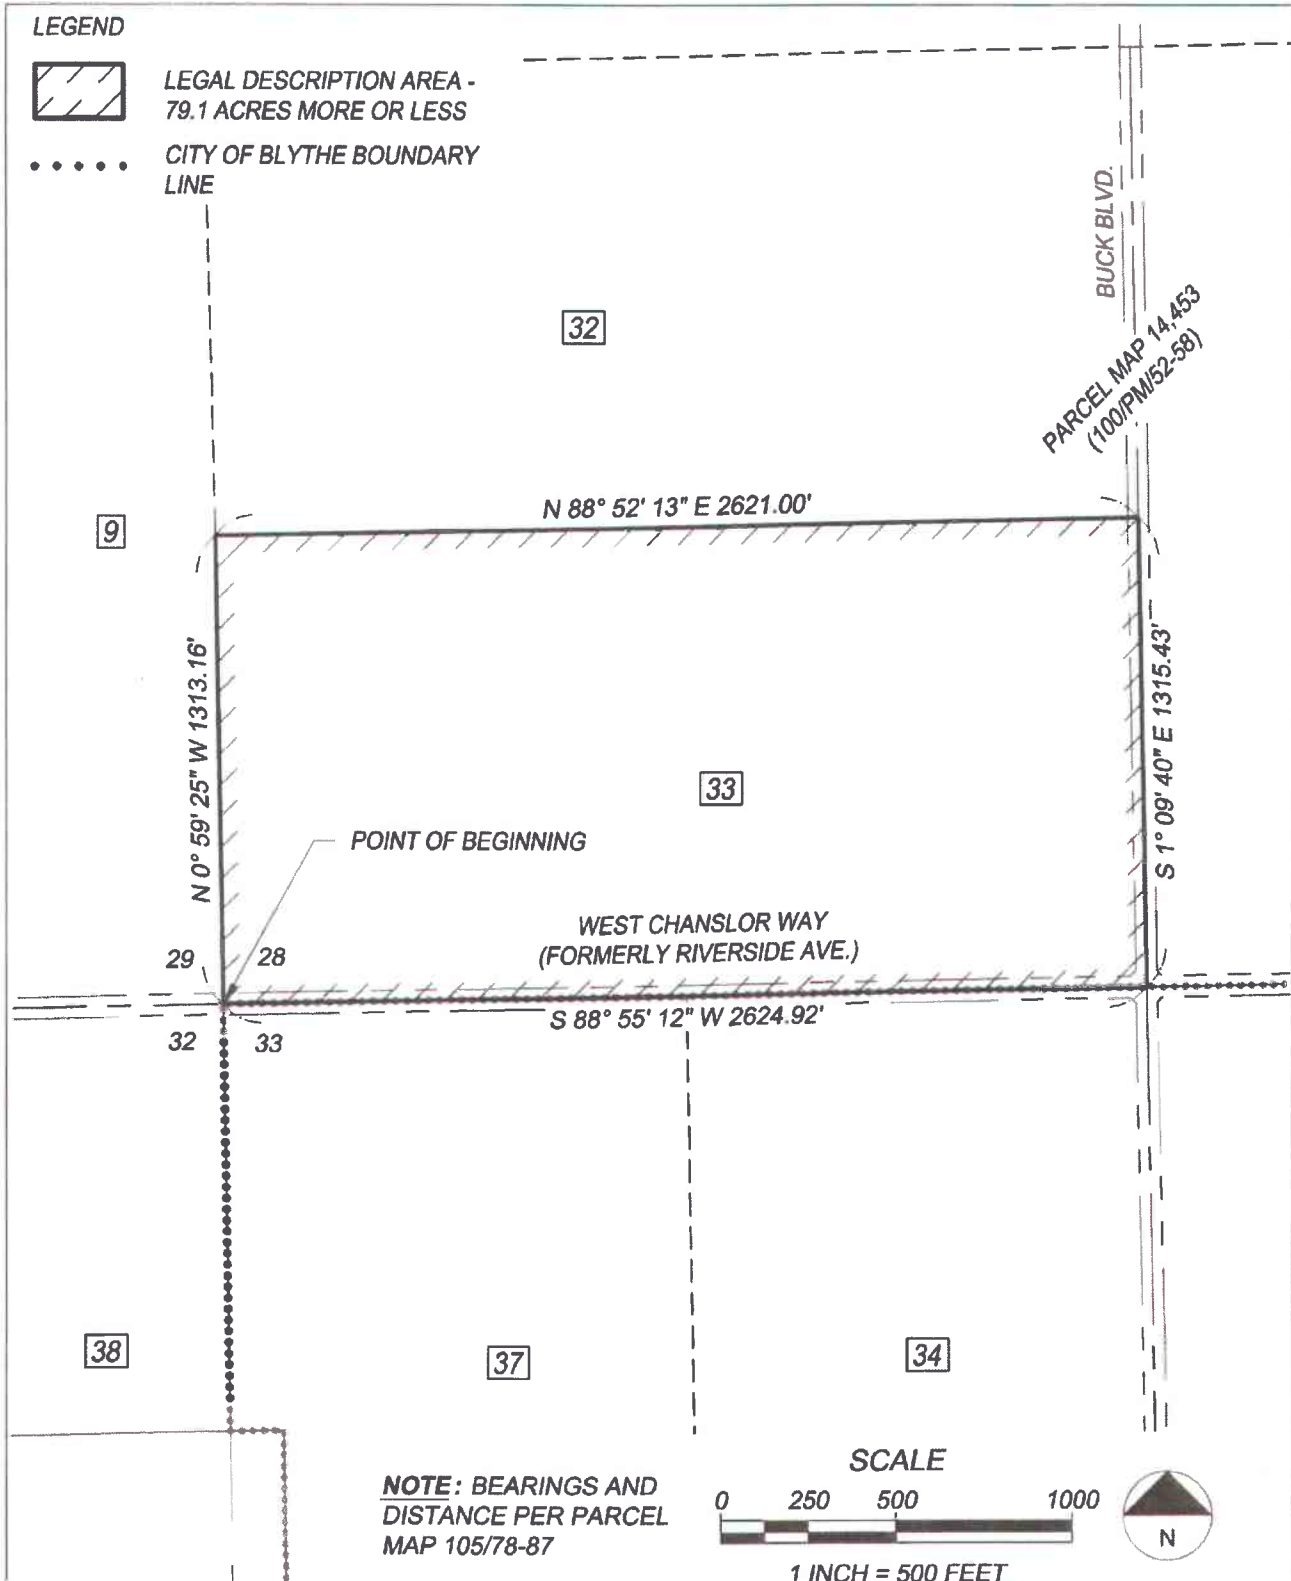 LEGEND
LEGAL DESCRIPTION AREA -
79.1 ACRES MORE OR LESS
CITY OF BLYTHE BOUNDARY
LINE
BUCK BLVD.
32
PARCEL MAP 14,453
(100/PM/52-58)
9
N 88° 52' 13" E 2621.00'
N 0° 59' 25" W 1313.16'
S 1° 09' 40" E 1315.43'
33
POINT OF BEGINNING
WEST CHANSLOR WAY
(FORMERLY RIVERSIDE AVE.)
29 28
S 88° 55' 12" W 2624.92'
32 33
38
37
34
NOTE: BEARINGS AND
DISTANCE PER PARCEL
MAP 105/78-87
SCALE
0 250 500 1000
1 INCH = 500 FEET
N